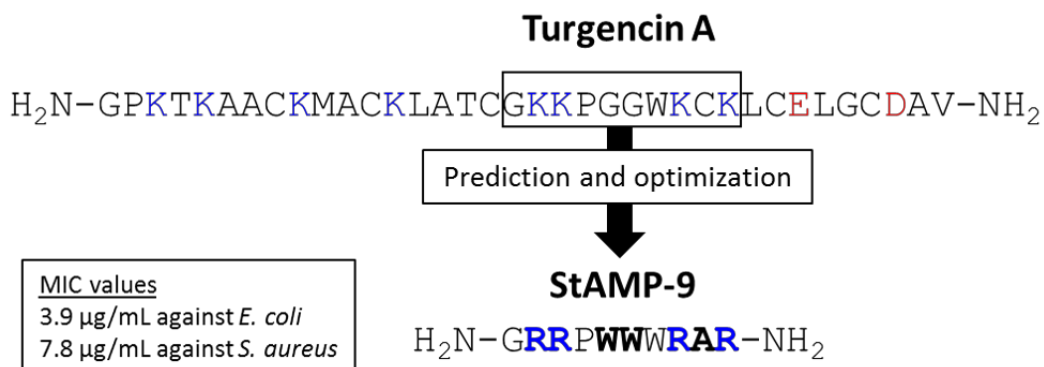 Turgencin A
H₂N-GPKTKAACKMACKLATCGKKPGGWKCKLCELGCDAV-NH₂
Prediction and optimization
StAMP-9
H₂N-GRRPWWWRAR-NH₂
MIC values
3.9 µg/mL against E. coli
7.8 µg/mL against S. aureus